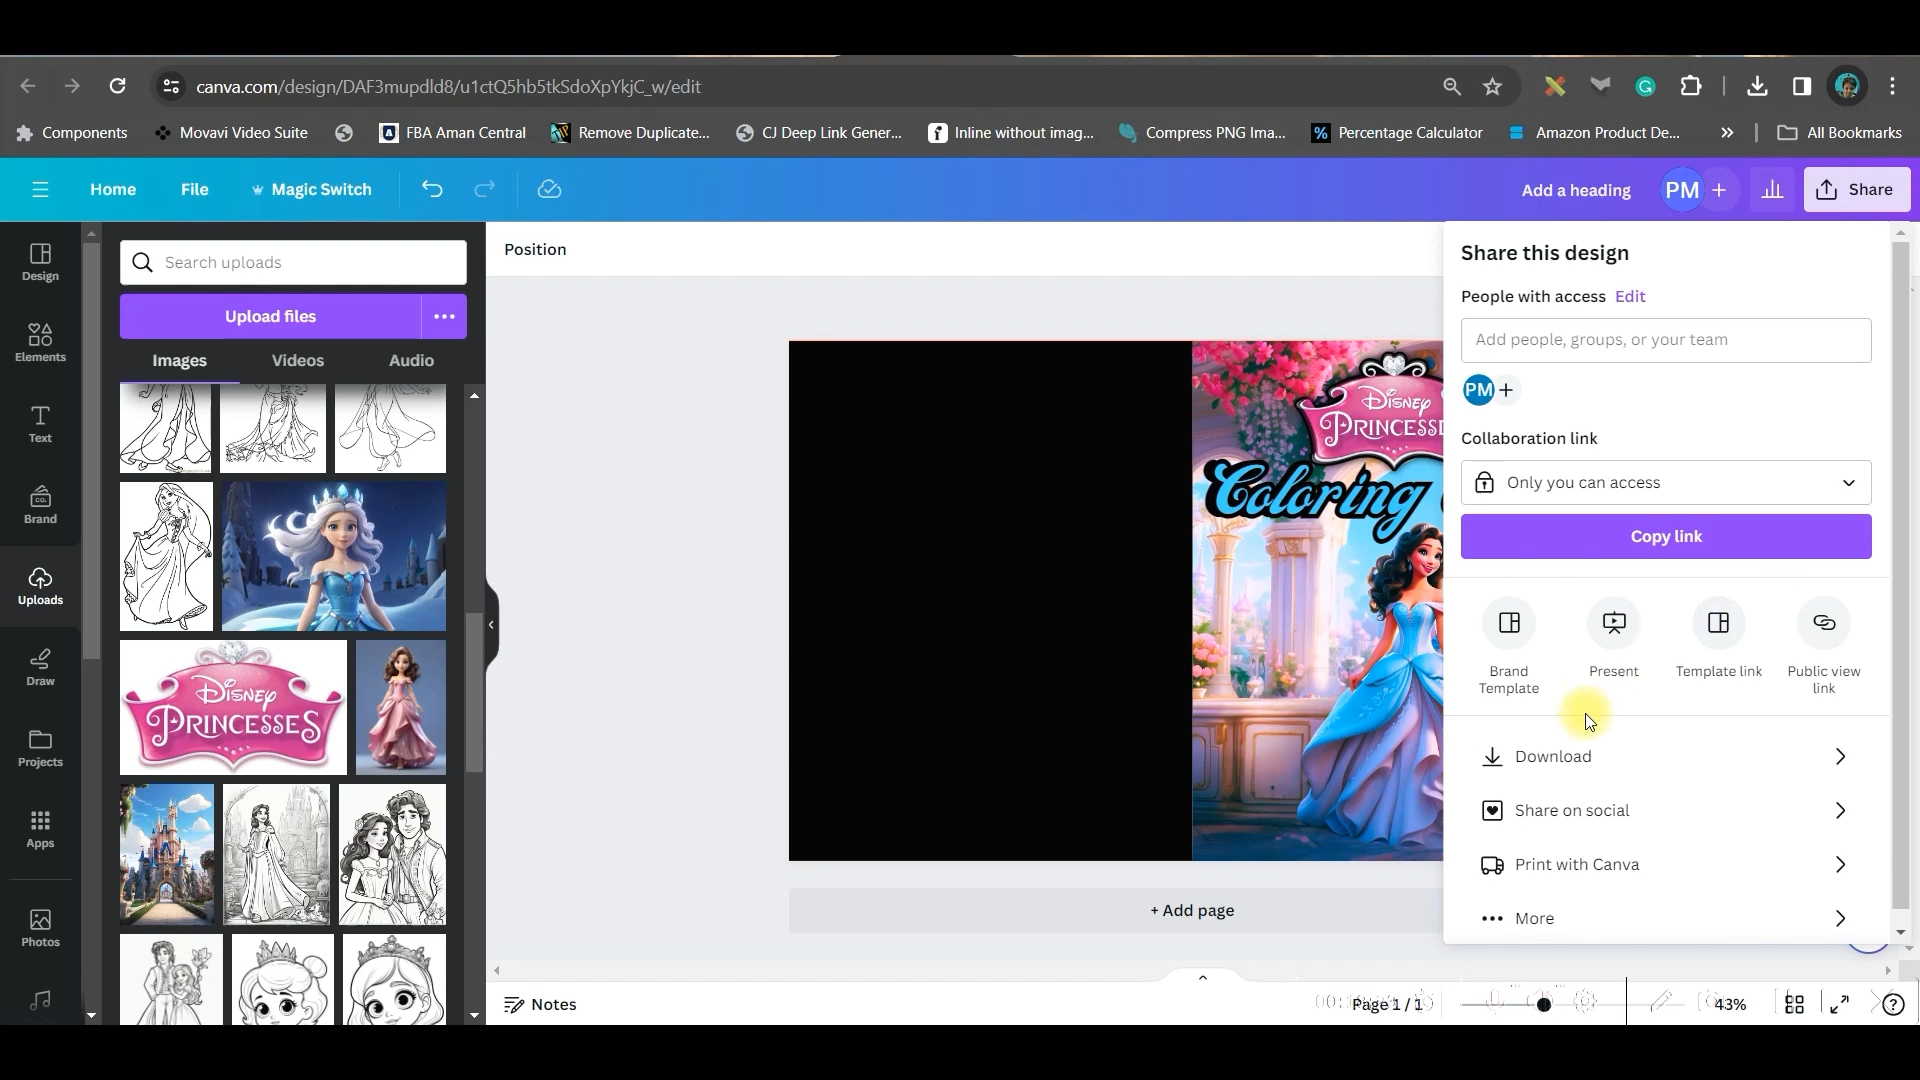 canva.com/design/DAF3mupdld8/u1ctQ5hb5tkSdoXpYkjC_w/edit
Components
Movavi Video Suite
FBA Aman Central
Remove Duplicate...
CJ Deep Link Gener...
Inline without imag...
Compress PNG Ima...
Percentage Calculator
Amazon Product De...
All Bookmarks
Home
File
Magic Switch
Add a heading
PM
Share
Design
Elements
Text
Brand
Uploads
Draw
Projects
Apps
Photos
Search uploads
Upload files
Images
Videos
Audio
Disney
PRINCESSES
Position
Disney
PRINCESSE
Coloring
+ Add page
Notes
Page 1 / 1
43%
Share this design
People with access Edit
Add people, groups, or your team
PM
Collaboration link
Only you can access
Copy link
Brand
Template
Present
Template link
Public view
link
Download
Share on social
Print with Canva
More